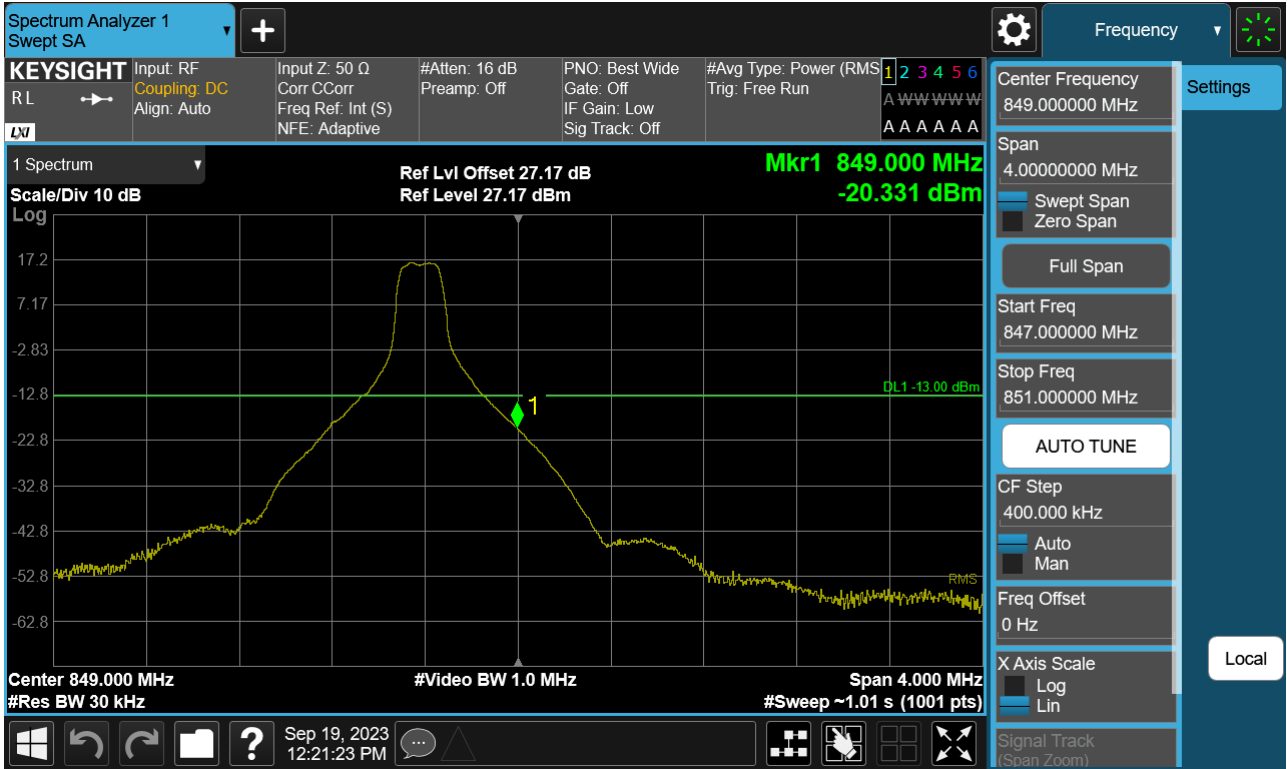 Spectrum Analyzer 1
Swept SA
Frequency
KEYSIGHT
RL
LXI
Input: RF
Coupling: DC
Align: Auto
Input Z: 50 Ω
Corr CCorr
Freq Ref: Int (S)
NFE: Adaptive
#Atten: 16 dB
Preamp: Off
PNO: Best Wide
Gate: Off
IF Gain: Low
Sig Track: Off
#Avg Type: Power (RMS
Trig: Free Run
1 2 3 4 5 6
A W W W W W
A A A A A A
1 Spectrum
Scale/Div 10 dB
Log
Ref Lvl Offset 27.17 dB
Ref Level 27.17 dBm
Mkr1 849.000 MHz
-20.331 dBm
17.2
7.17
-2.83
-12.8
-22.8
-32.8
-42.8
-52.8
-62.8
DL1 -13.00 dBm
1
RMS
Center 849.000 MHz
#Video BW 1.0 MHz
Span 4.000 MHz
#Res BW 30 kHz
#Sweep ~1.01 s (1001 pts)
Center Frequency
849.000000 MHz
Settings
Span
4.00000000 MHz
Swept Span
Zero Span
Full Span
Start Freq
847.000000 MHz
Stop Freq
851.000000 MHz
AUTO TUNE
CF Step
400.000 kHz
Auto
Man
Freq Offset
0 Hz
X Axis Scale
Log
Lin
Local
Signal Track
(Span Zoom)
?
Sep 19, 2023
12:21:23 PM